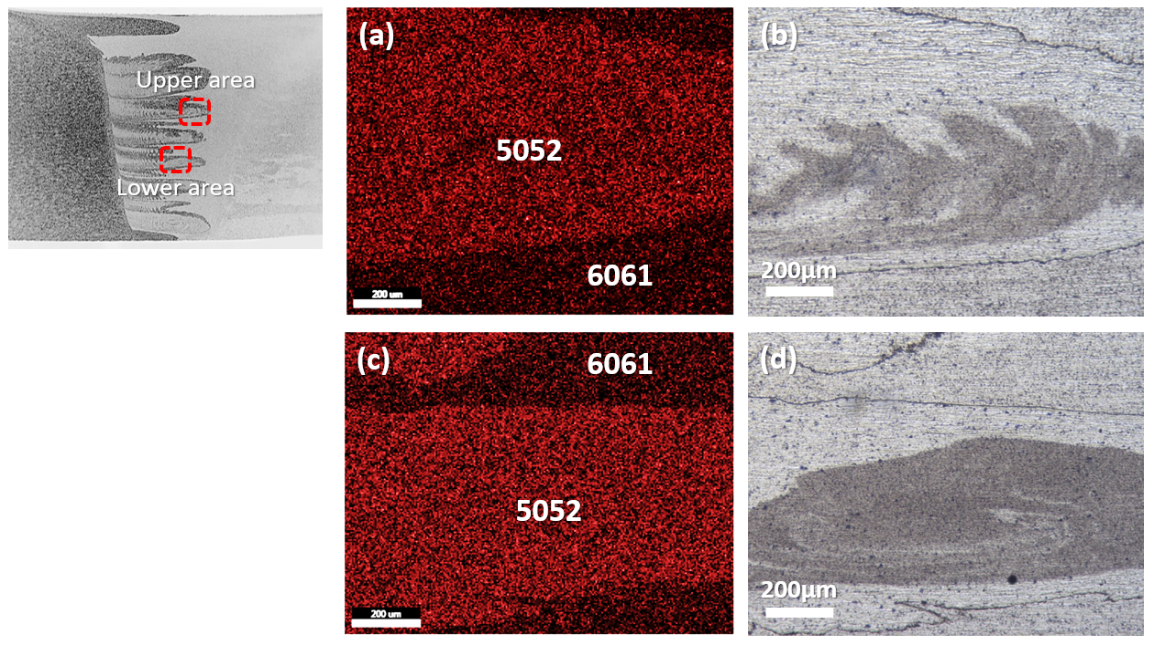 Upper area
Lower area
(a)
5052
6061
200 um
(b)
200μm
(c)
6061
5052
200 um
(d)
200μm